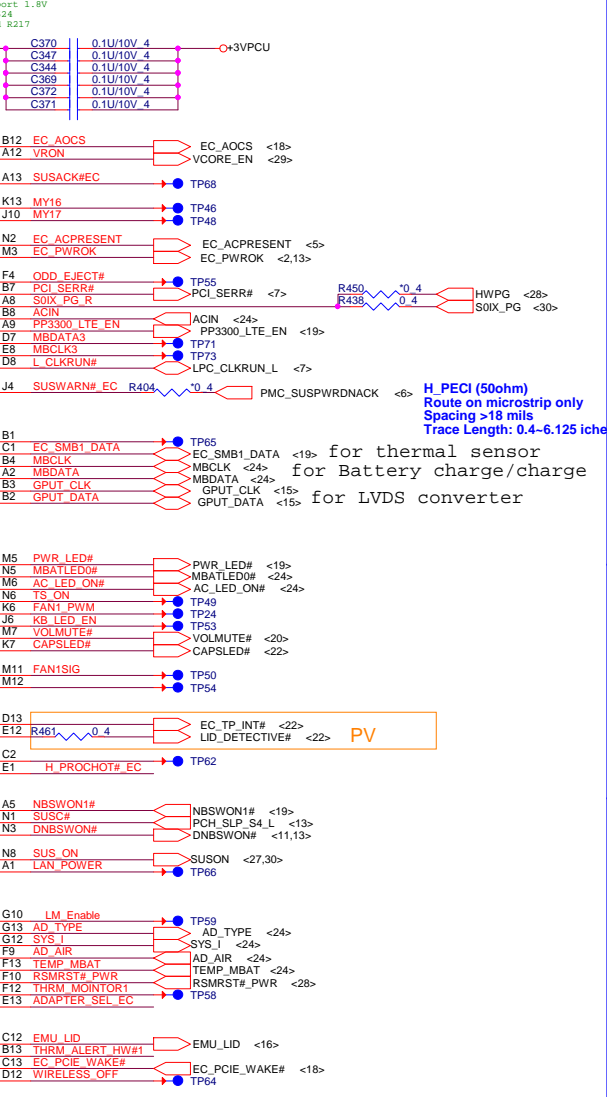 port 1.8V
R217
C370 0.1U/10V_4
C347 0.1U/10V_4
C344 0.1U/10V_4
C369 0.1U/10V_4
C372 0.1U/10V_4
C371 0.1U/10V_4
+3VPCU
B12 EC_AOCS EC_AOCS <18>
A12 VRON VCORE_EN <29>
A13 SUSACK#EC TP68
K13 MY16 TP46
J10 MY17 TP48
N2 EC_ACPRESENT EC_ACPRESENT <5>
M3 EC_PWROK EC_PWROK <2,13>
F4 ODD_EJECT# TP55
B7 PCI_SERR# PCI_SERR# <7>
A8 S0IX_PG_R
R450 *0_4 HWPG <28>
R438 0_4 S0IX_PG <30>
B8 ACIN ACIN <24>
A9 PP3300_LTE_EN PP3300_LTE_EN <19>
D7 MBDATA3 TP71
E8 MBCLK3 TP73
D8 L_CLKRUN# LPC_CLKRUN_L <7>
J4 SUSWARN#_EC R404 *0_4 PMC_SUSPWRDNACK <6>
H_PECI (50ohm)
Route on microstrip only
Spacing >18 mils
Trace Length: 0.4~6.125 iche
B1 TP65
C1 EC_SMB1_DATA EC_SMB1_DATA <19> for thermal sensor
B4 MBCLK MBCLK <24>
A2 MBDATA MBDATA <24> for Battery charge/charge
B3 GPUT_CLK GPUT_CLK <15>
B2 GPUT_DATA GPUT_DATA <15> for LVDS converter
M5 PWR_LED# PWR_LED# <19>
N5 MBATLED0# MBATLED0# <24>
M6 AC_LED_ON# AC_LED_ON# <24>
N6 TS_ON TP49
K6 FAN1_PWM TP24
J6 KB_LED_EN TP53
M7 VOLMUTE# VOLMUTE# <20>
K7 CAPSLED# CAPSLED# <22>
M11 FAN1SIG TP50
M12 TP54
D13 EC_TP_INT# <22>
E12 R461 0_4 LID_DETECTIVE# <22> PV
C2 TP62
E1 H_PROCHOT#_EC
A5 NBSWON1# NBSWON1# <19>
N1 SUSC# PCH_SLP_S4_L <13>
N3 DNBSWON# DNBSWON# <11,13>
N8 SUS_ON SUSON <27,30>
A1 LAN_POWER TP66
G10 LM_Enable TP59
G13 AD_TYPE AD_TYPE <24>
G12 SYS_I SYS_I <24>
F9 AD_AIR AD_AIR <24>
F13 TEMP_MBAT TEMP_MBAT <24>
F10 RSMRST#_PWR RSMRST#_PWR <28>
F12 THRM_MOINTOR1 TP58
E13 ADAPTER_SEL_EC
C12 EMU_LID EMU_LID <16>
B13 THRM_ALERT_HW#1
C13 EC_PCIE_WAKE# EC_PCIE_WAKE# <18>
D12 WIRELESS_OFF TP64